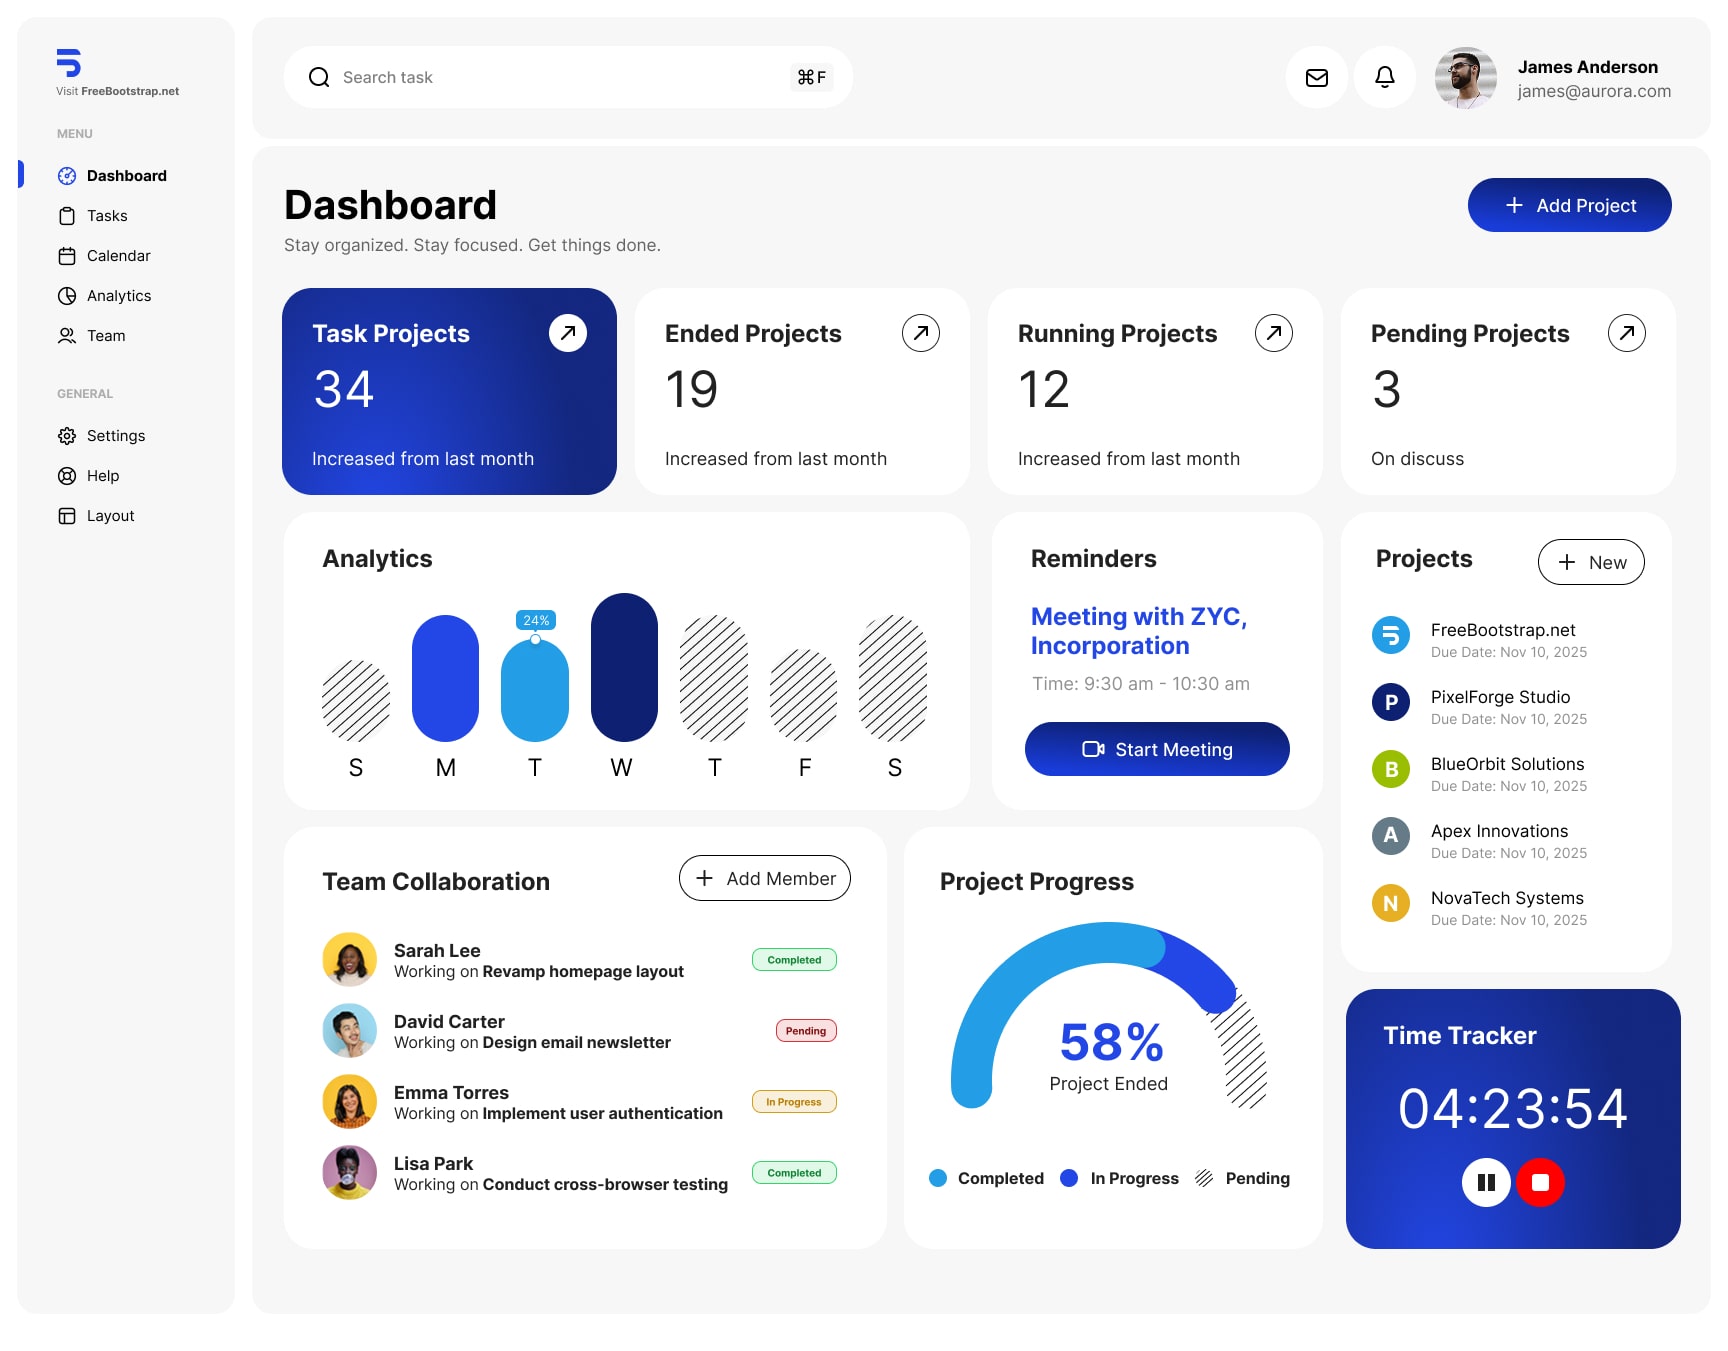 Visit FreeBootstrap.net
MENU
Dashboard
Tasks
Calendar
Analytics
Team
GENERAL
Settings
Help
Layout
Search task
⌘F
James Anderson
james@aurora.com
Dashboard
Stay organized. Stay focused. Get things done.
+ Add Project
Task Projects
34
Increased from last month
Ended Projects
19
Increased from last month
Running Projects
12
Increased from last month
Pending Projects
3
On discuss
Analytics
24%
S M T W T F S
Reminders
Meeting with ZYC,
Incorporation
Time: 9:30 am - 10:30 am
Start Meeting
Projects
+ New
FreeBootstrap.net
Due Date: Nov 10, 2025
P
PixelForge Studio
Due Date: Nov 10, 2025
B
BlueOrbit Solutions
Due Date: Nov 10, 2025
A
Apex Innovations
Due Date: Nov 10, 2025
N
NovaTech Systems
Due Date: Nov 10, 2025
Team Collaboration
+ Add Member
Sarah Lee
Working on Revamp homepage layout
Completed
David Carter
Working on Design email newsletter
Pending
Emma Torres
Working on Implement user authentication
In Progress
Lisa Park
Working on Conduct cross-browser testing
Completed
Project Progress
58%
Project Ended
Completed In Progress Pending
Time Tracker
04:23:54